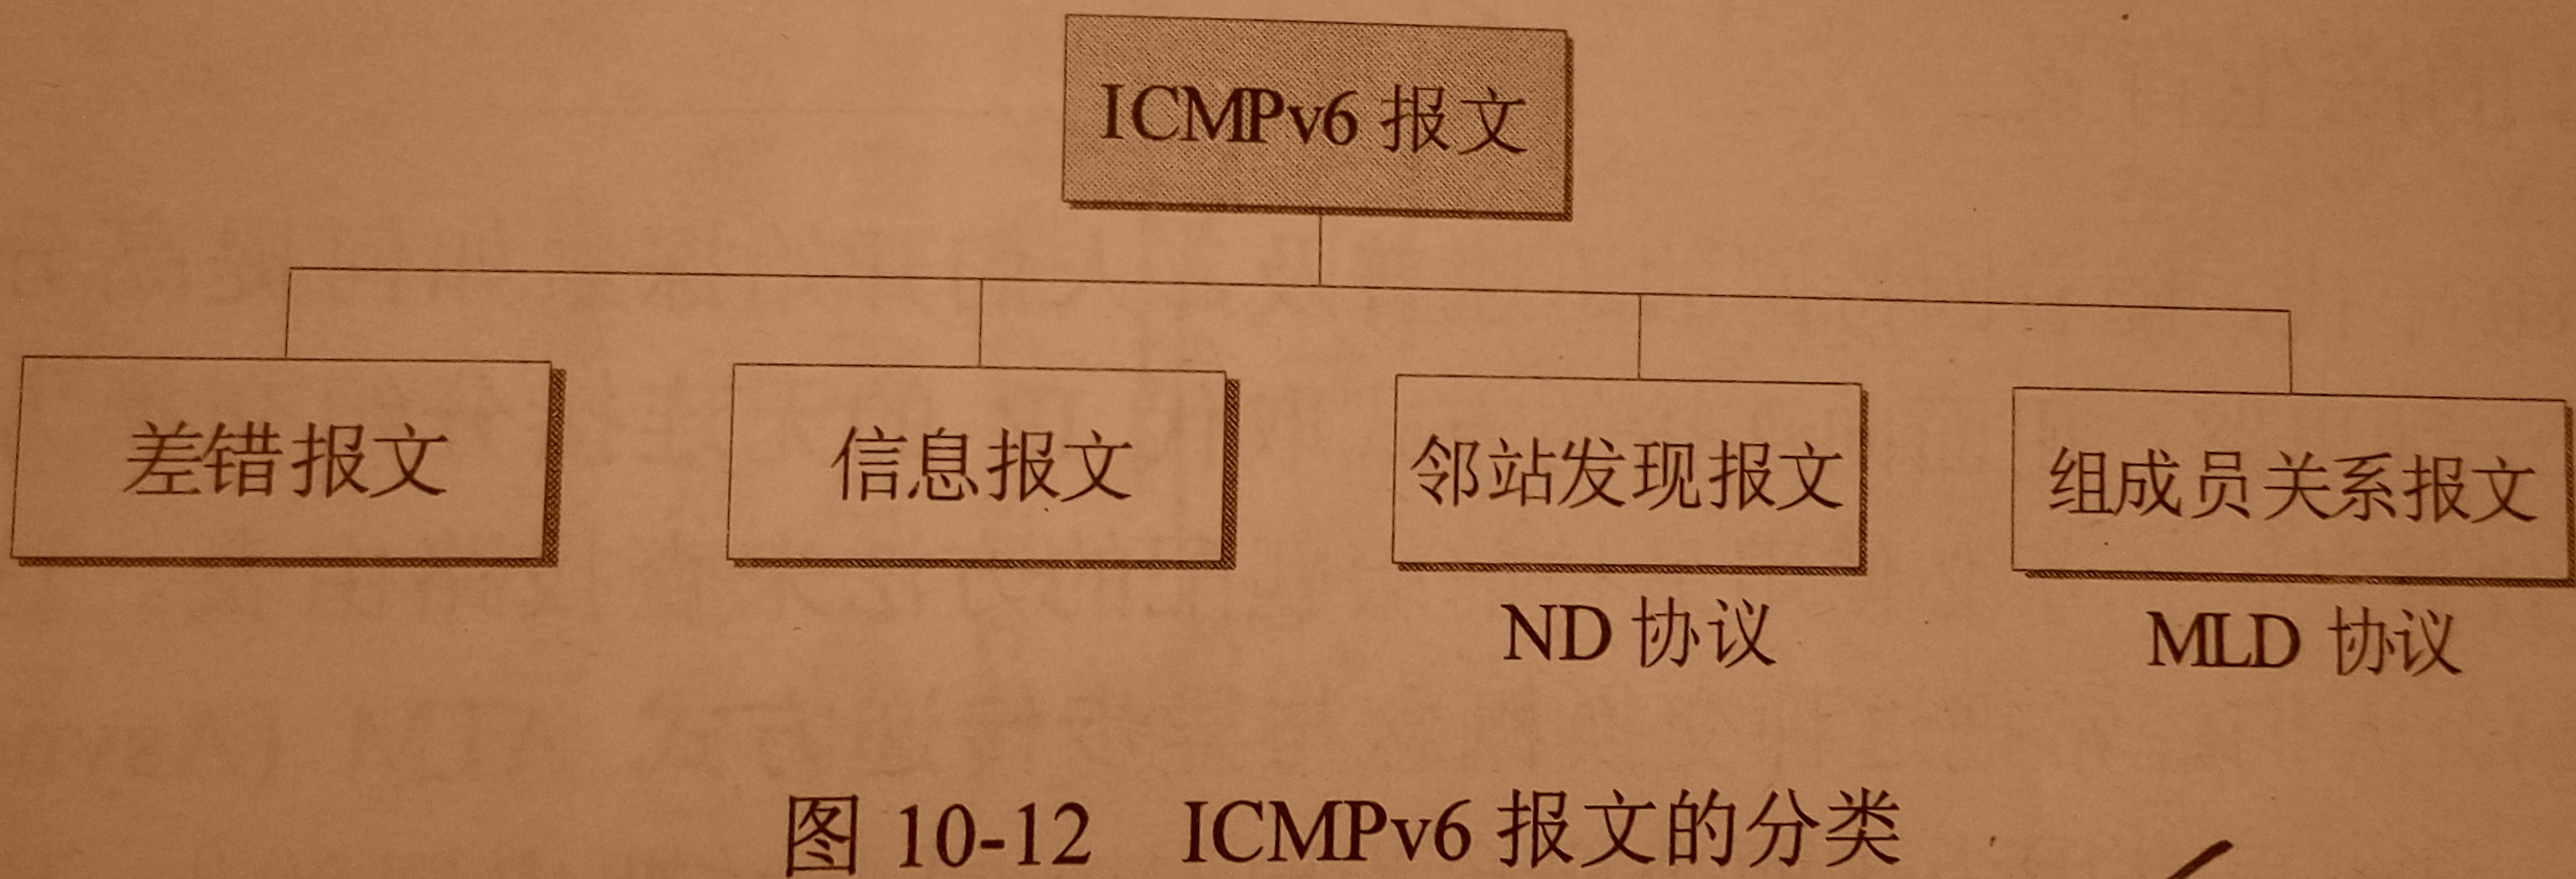 ICMPv6 报文
差错报文
信息报文
邻站发现报文
组成员关系报文
ND 协议
MLD 协议
图 10-12 ICMPv6 报文的分类